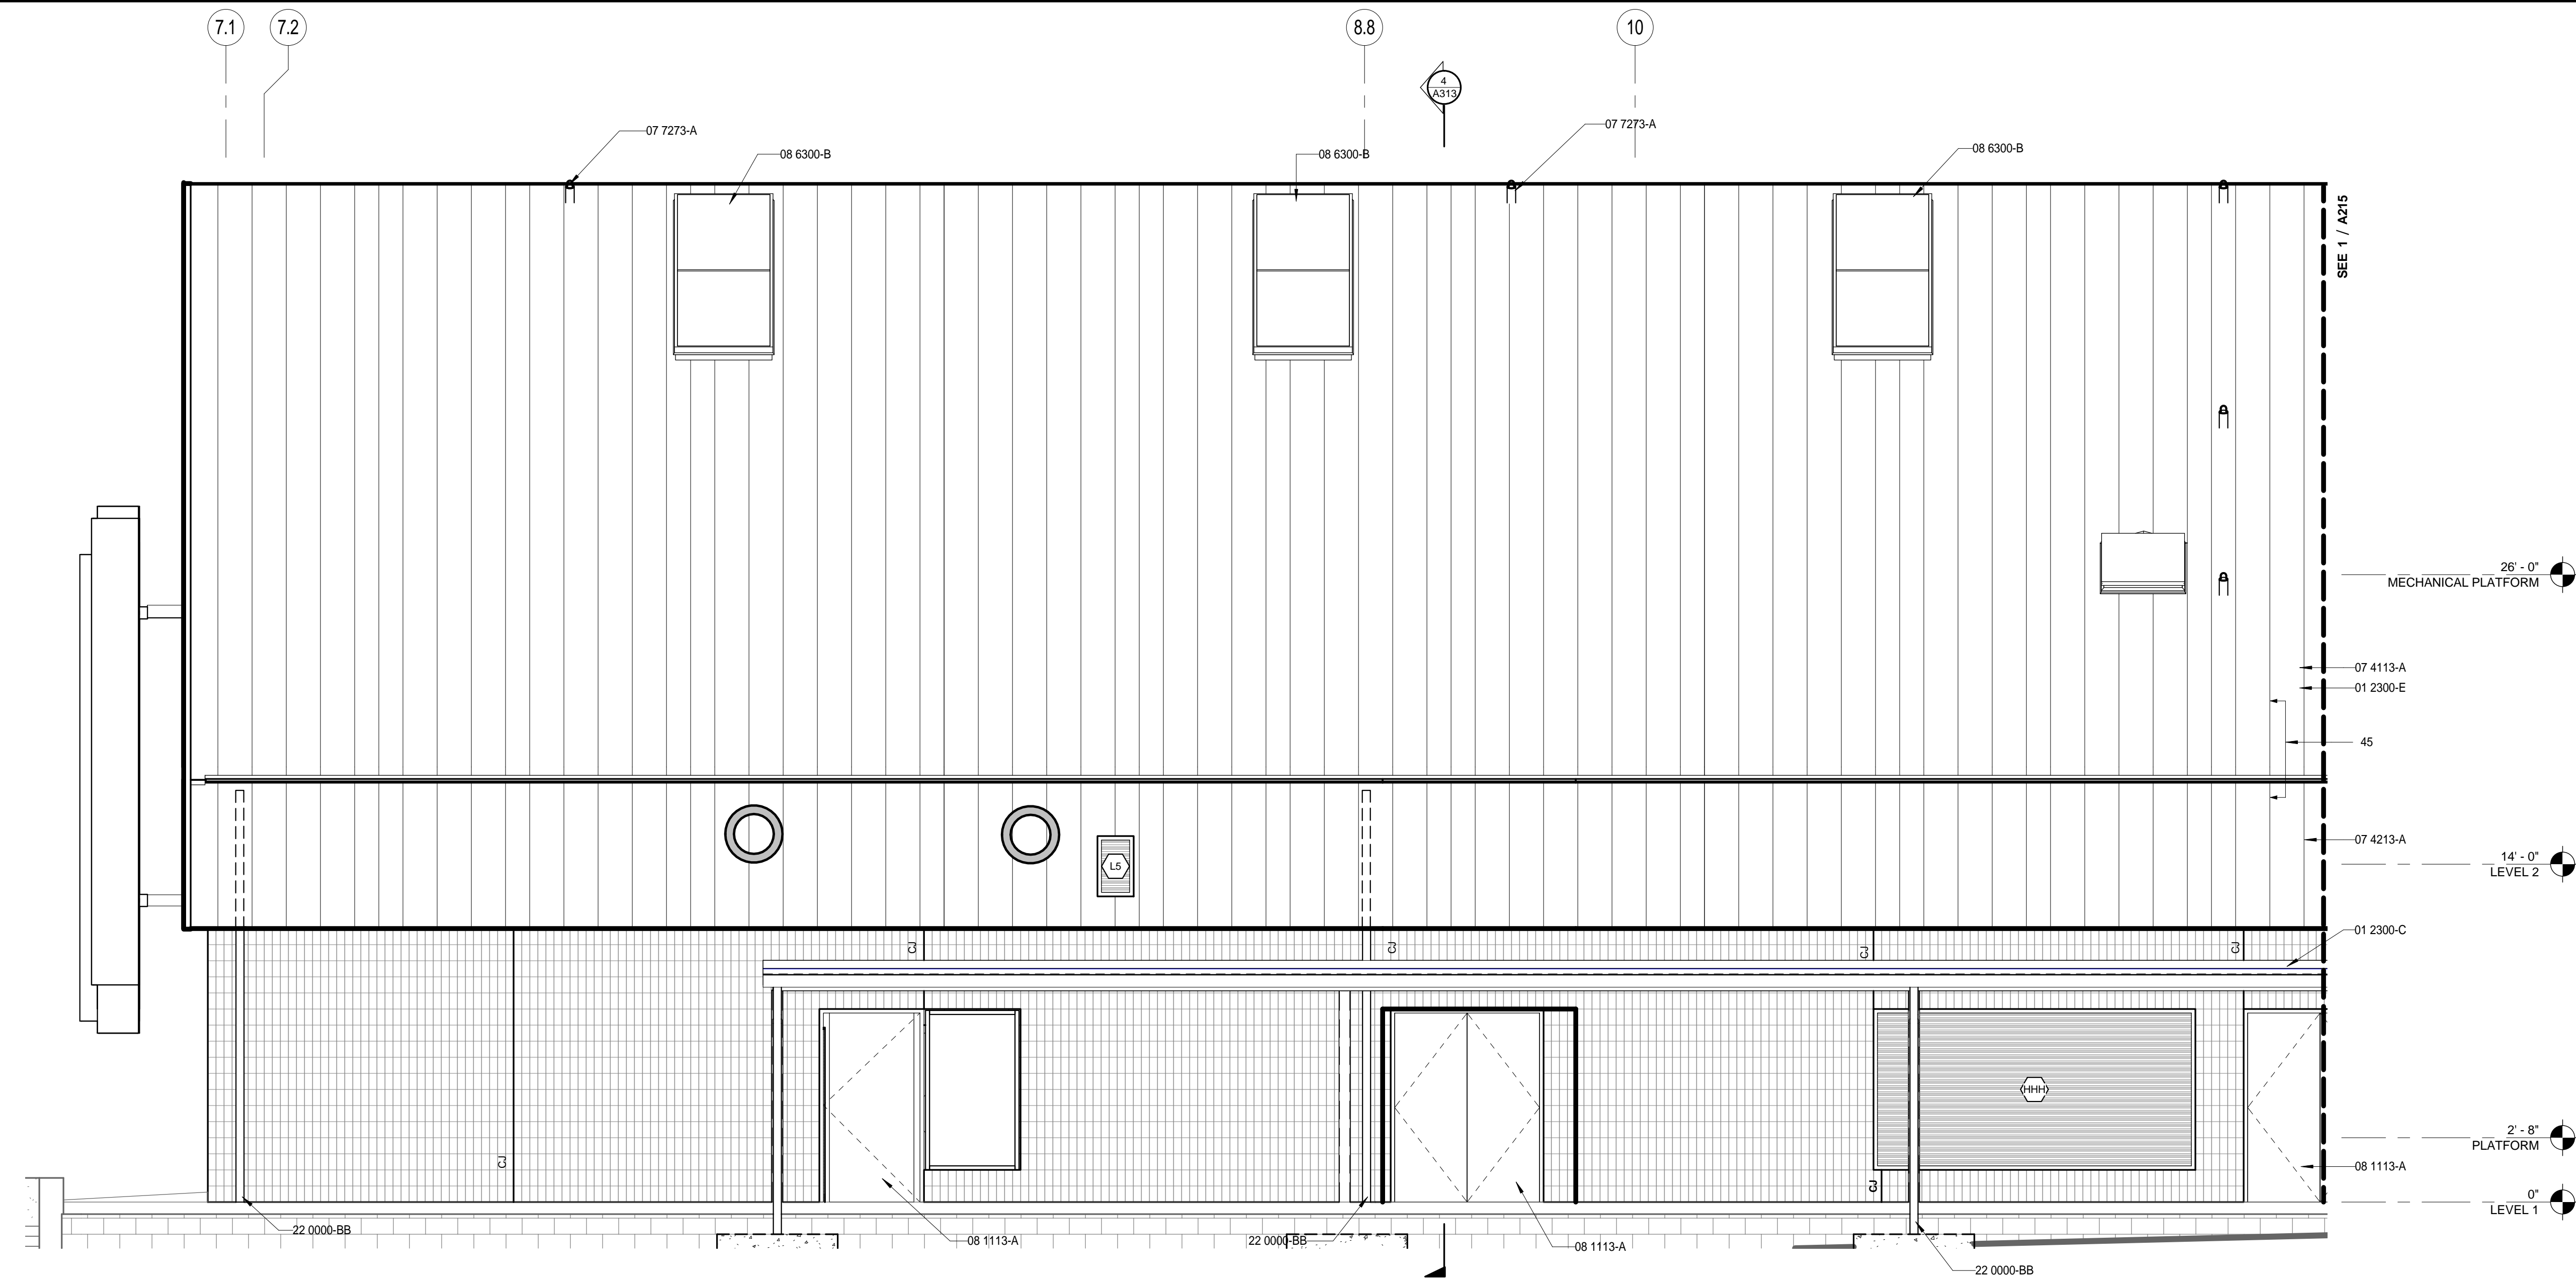 7.1
7.2
8.8
10
4
A313
07 7273-A
07 7273-A
08 6300-B
08 6300-B
08 6300-B
SEE 1 / A215
26' - 0"
MECHANICAL PLATFORM
07 4113-A
01 2300-E
45
07 4213-A
L5
14' - 0"
LEVEL 2
01 2300-C
CJ
CJ
CJ
CJ
CJ
CJ
HHH
2' - 8"
PLATFORM
08 1113-A
0"
LEVEL 1
22 0000-BB
08 1113-A
22 0000-BB
08 1113-A
22 0000-BB